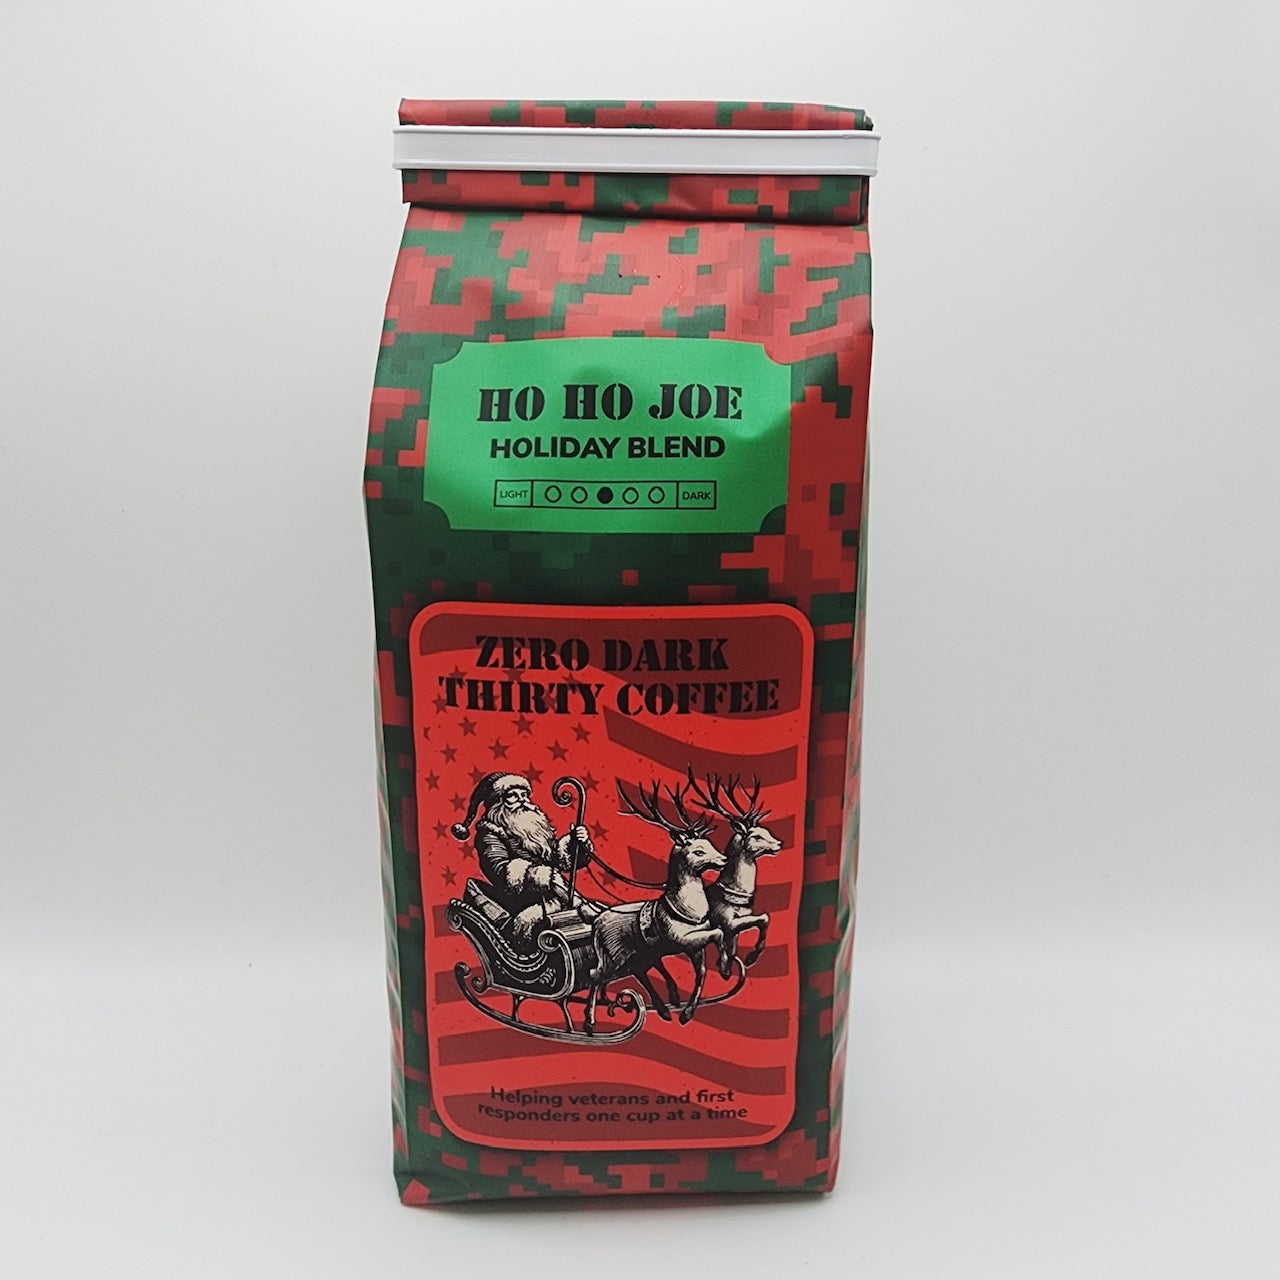 HO HO JOE
HOLIDAY BLEND
LIGHT DARK
ZERO DARK
THIRTY COFFEE
Helping veterans and first
responders one cup at a time